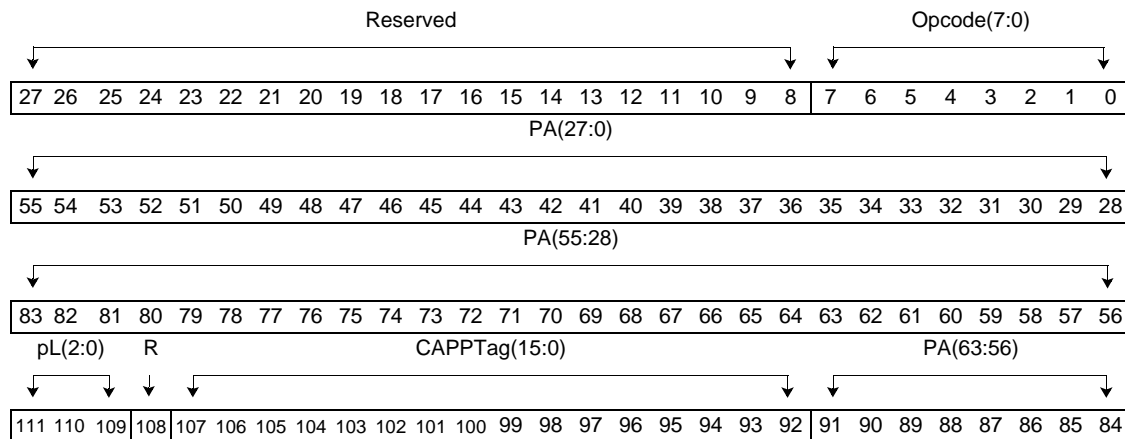 Reserved Opcode(7:0)
27 26 25 24 23 22 21 20 19 18 17 16 15 14 13 12 11 10 9 8 7 6 5 4 3 2 1 0
PA(27:0)
55 54 53 52 51 50 49 48 47 46 45 44 43 42 41 40 39 38 37 36 35 34 33 32 31 30 29 28
PA(55:28)
83 82 81 80 79 78 77 76 75 74 73 72 71 70 69 68 67 66 65 64 63 62 61 60 59 58 57 56
pL(2:0) R CAPPTag(15:0) PA(63:56)
111 110 109 108 107 106 105 104 103 102 101 100 99 98 97 96 95 94 93 92 91 90 89 88 87 86 85 84